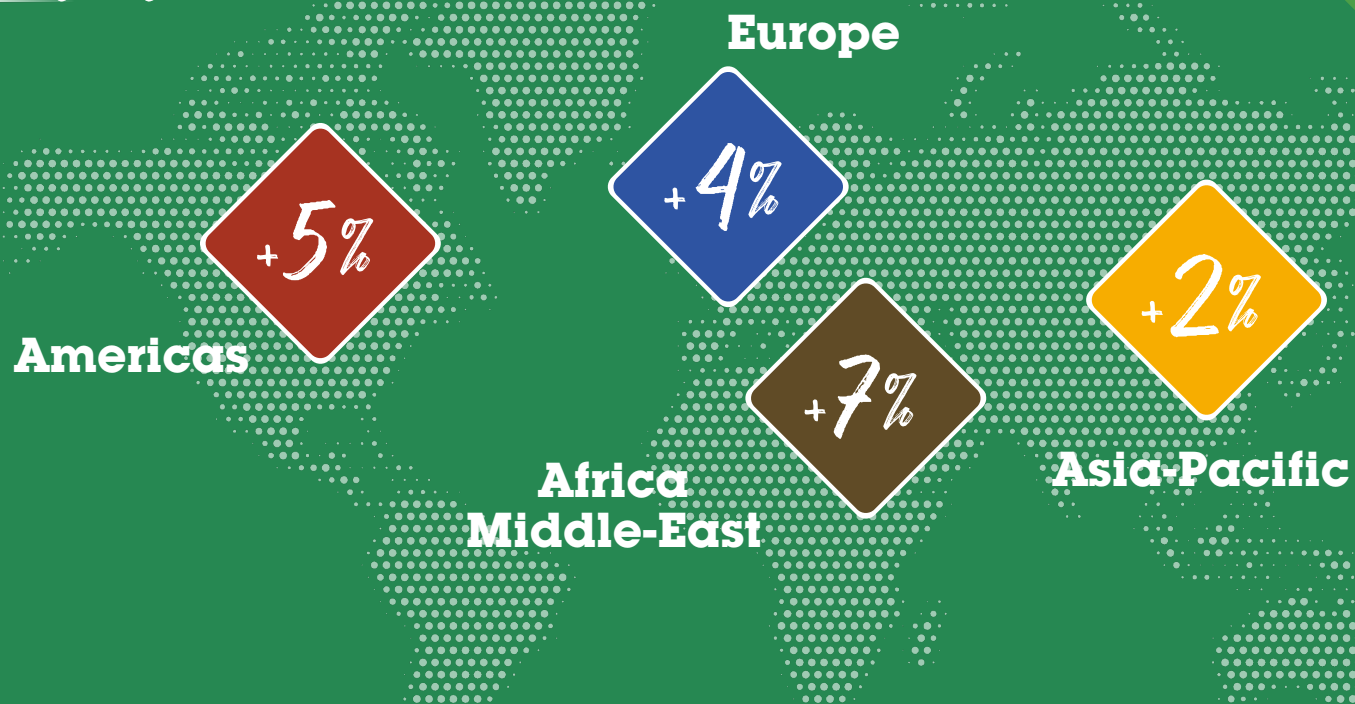 Europe
+4%
+5%
Americas
+2%
Asia-Pacific
+7%
Africa
Middle-East